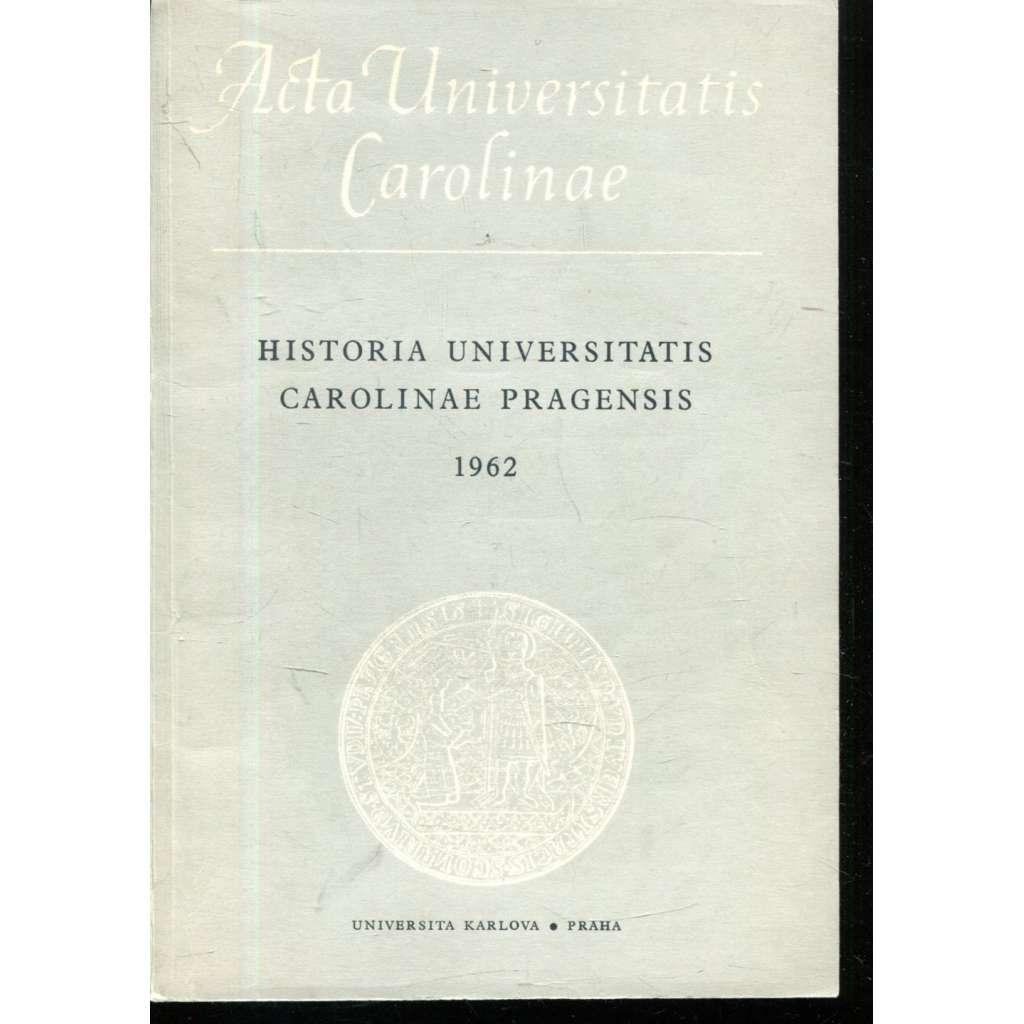 Acta Universitatis
Carolinae
HISTORIA UNIVERSITATIS
CAROLINAE PRAGENSIS
1962
UNIVERSITA KARLOVA • PRAHA